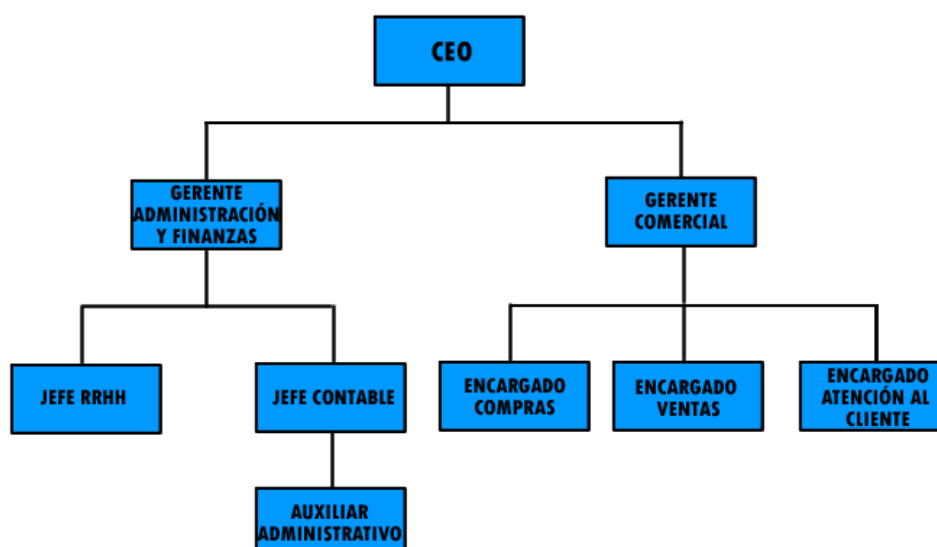 CEO
GERENTE
ADMINISTRACIÓN
Y FINANZAS
GERENTE
COMERCIAL
JEFE RRHH
JEFE CONTABLE
ENCARGADO
COMPRAS
ENCARGADO
VENTAS
ENCARGADO
ATENCIÓN AL
CLIENTE
AUXILIAR
ADMINISTRATIVO